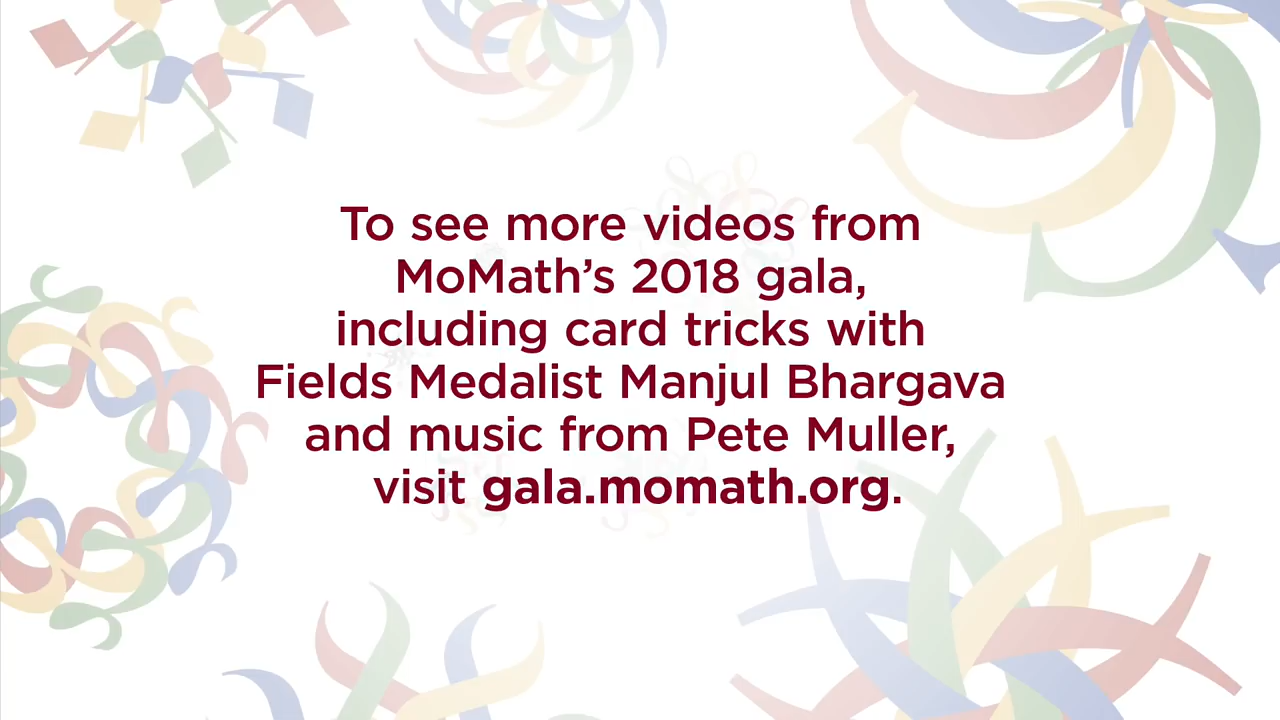 To see more videos from
MoMath’s 2018 gala,
including card tricks with
Fields Medalist Manjul Bhargava
and music from Pete Muller,
visit gala.momath.org.